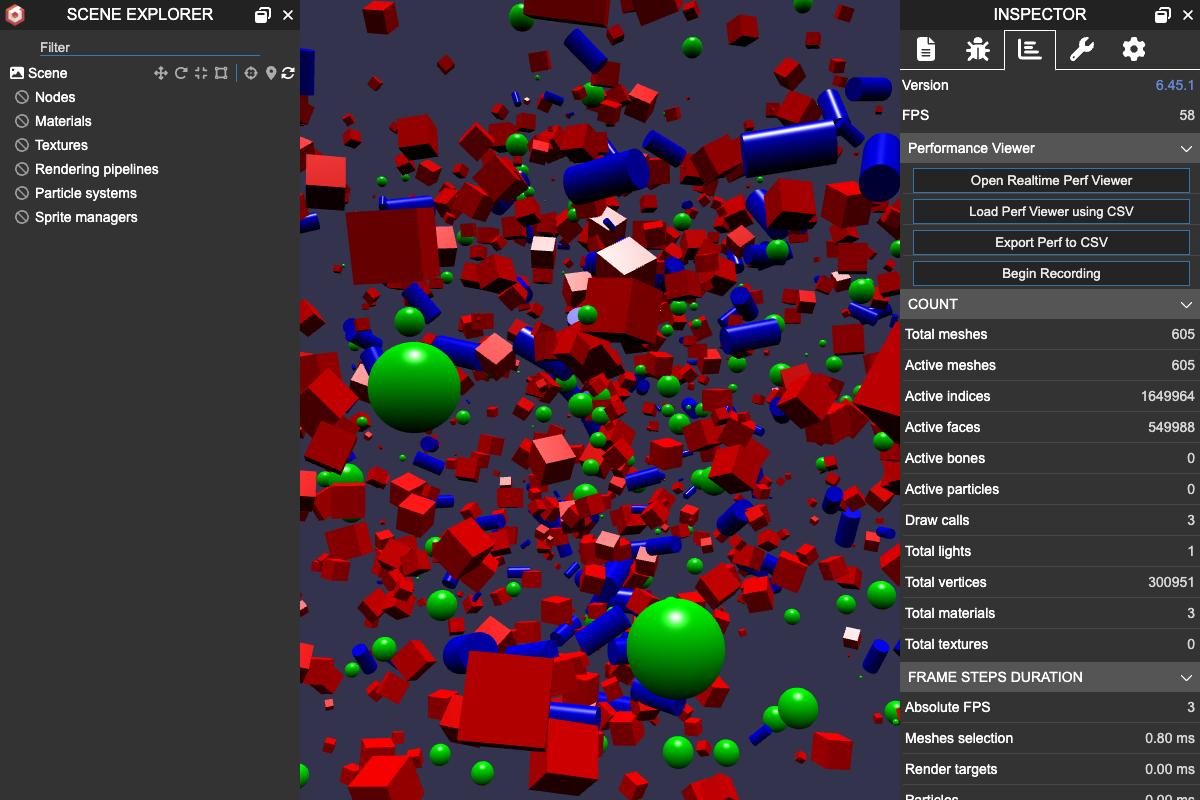 SCENE EXPLORER
Filter
Scene
Nodes
Materials
Textures
Rendering pipelines
Particle systems
Sprite managers
INSPECTOR
Version 6.45.1
FPS 58
Performance Viewer
Open Realtime Perf Viewer
Load Perf Viewer using CSV
Export Perf to CSV
Begin Recording
COUNT
Total meshes 605
Active meshes 605
Active indices 1649964
Active faces 549988
Active bones 0
Active particles 0
Draw calls 3
Total lights 1
Total vertices 300951
Total materials 3
Total textures 0
FRAME STEPS DURATION
Absolute FPS 3
Meshes selection 0.80 ms
Render targets 0.00 ms
Particles 0.00 ms